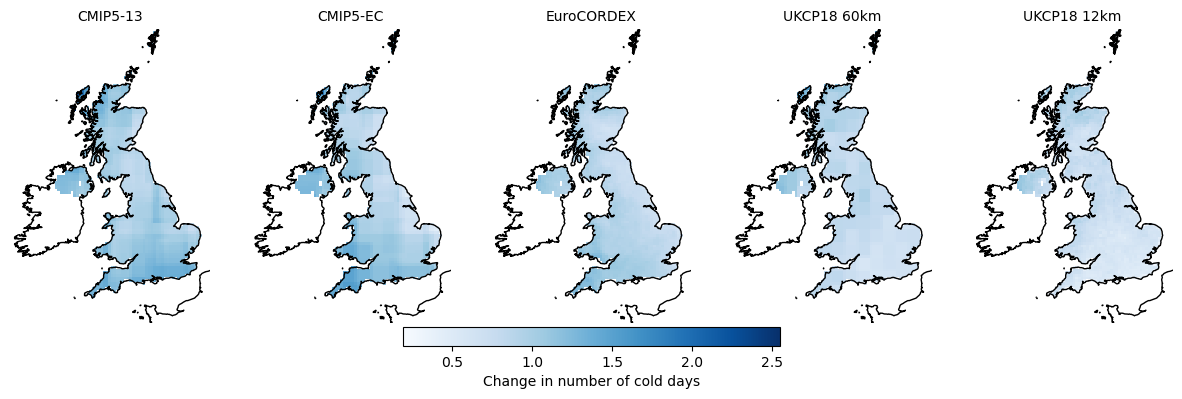 CMIP5-13 CMIP5-EC EuroCORDEX UKCP18 60km UKCP18 12km
0.5 1.0 1.5 2.0 2.5
Change in number of cold days